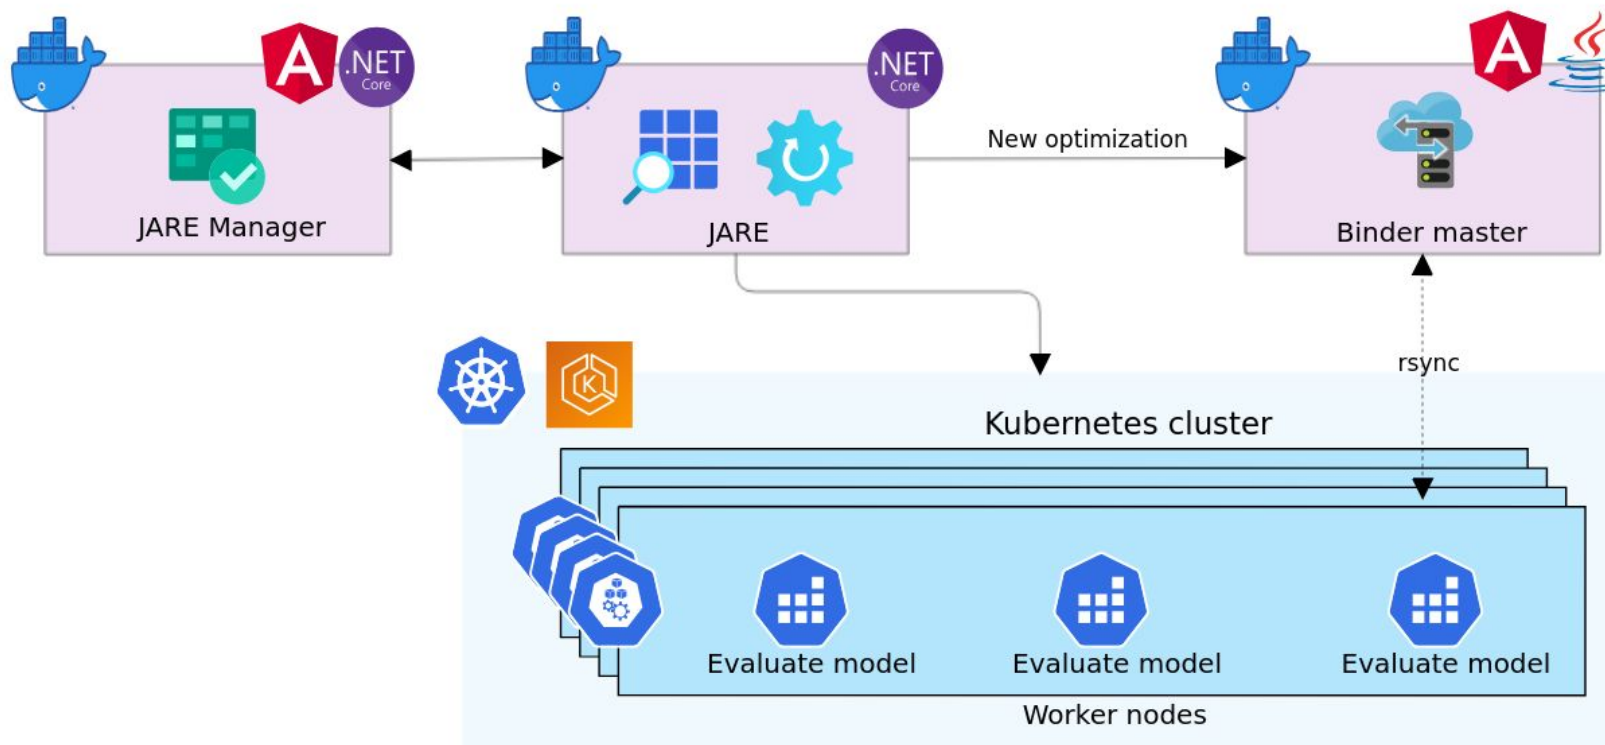 .NET
Core
.NET
Core
New optimization
JARE Manager
JARE
Binder master
rsync
K
Kubernetes cluster
Evaluate model
Evaluate model
Evaluate model
Worker nodes